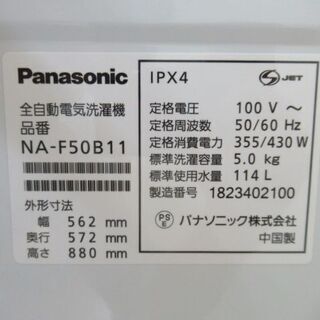 Panasonic
全自動電気洗濯機
品番
NA-F50B11
外形寸法
幅 562 mm
奥行 572 mm
高さ 880 mm
IPX4
S JET
定格電圧 100 V ～
定格周波数 50/60 Hz
定格消費電力 355/430 W
標準洗濯容量 5.0 kg
標準使用水量 114 L
製造番号 1823402100
PS E
パナソニック株式会社
中国製